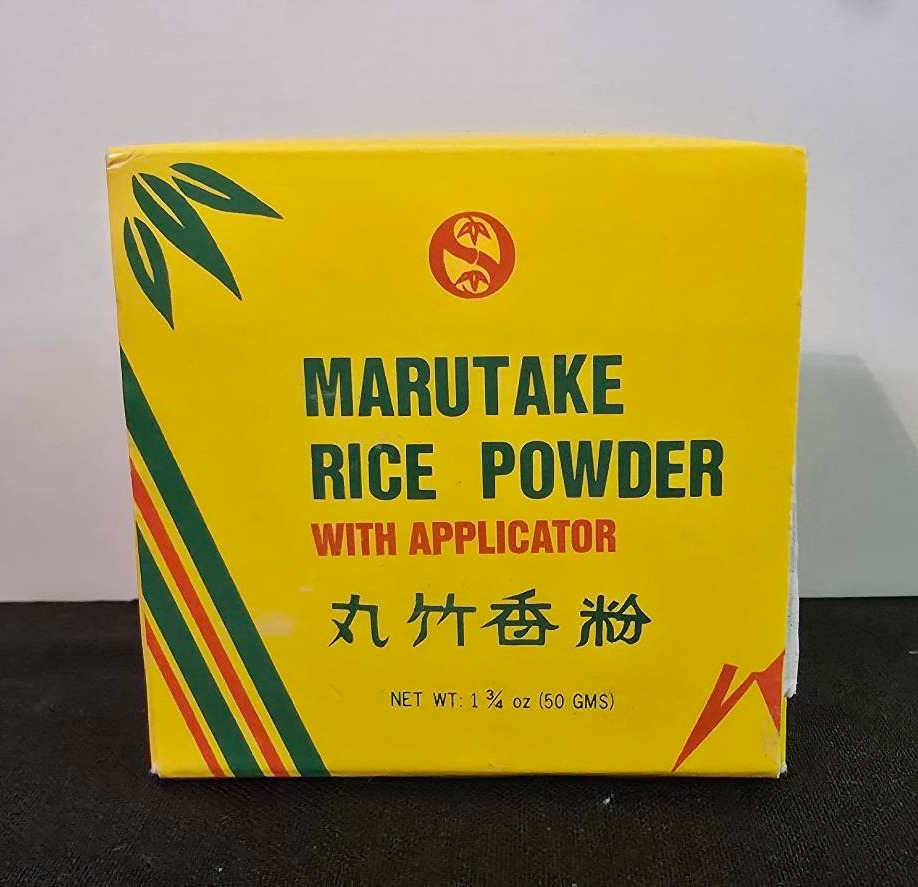 MARUTAKE
RICE POWDER
WITH APPLICATOR
丸竹香粉
NET WT: 1 ¾ oz (50 GMS)